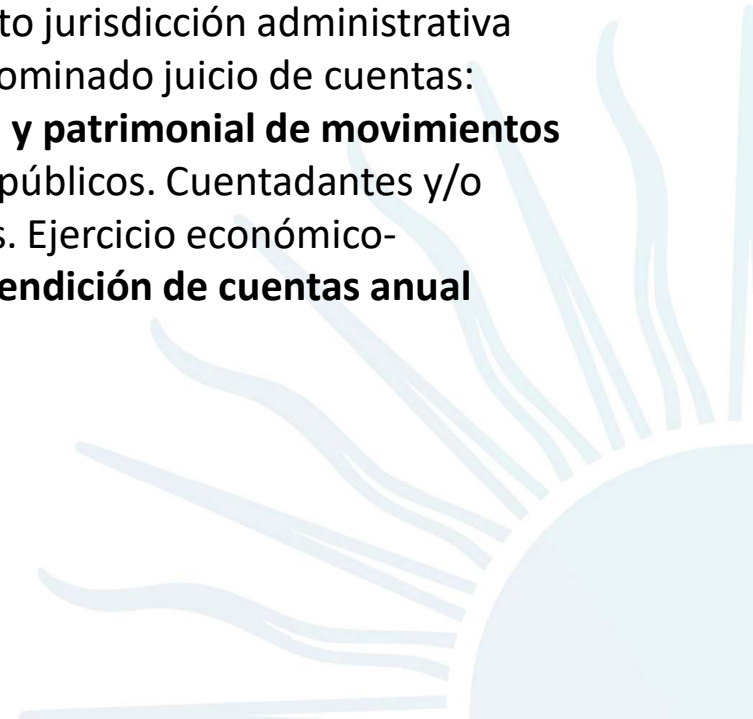 to jurisdicción administrativa
ominado juicio de cuentas:
y patrimonial de movimientos
públicos. Cuentadantes y/o
s. Ejercicio económico-
endición de cuentas anual